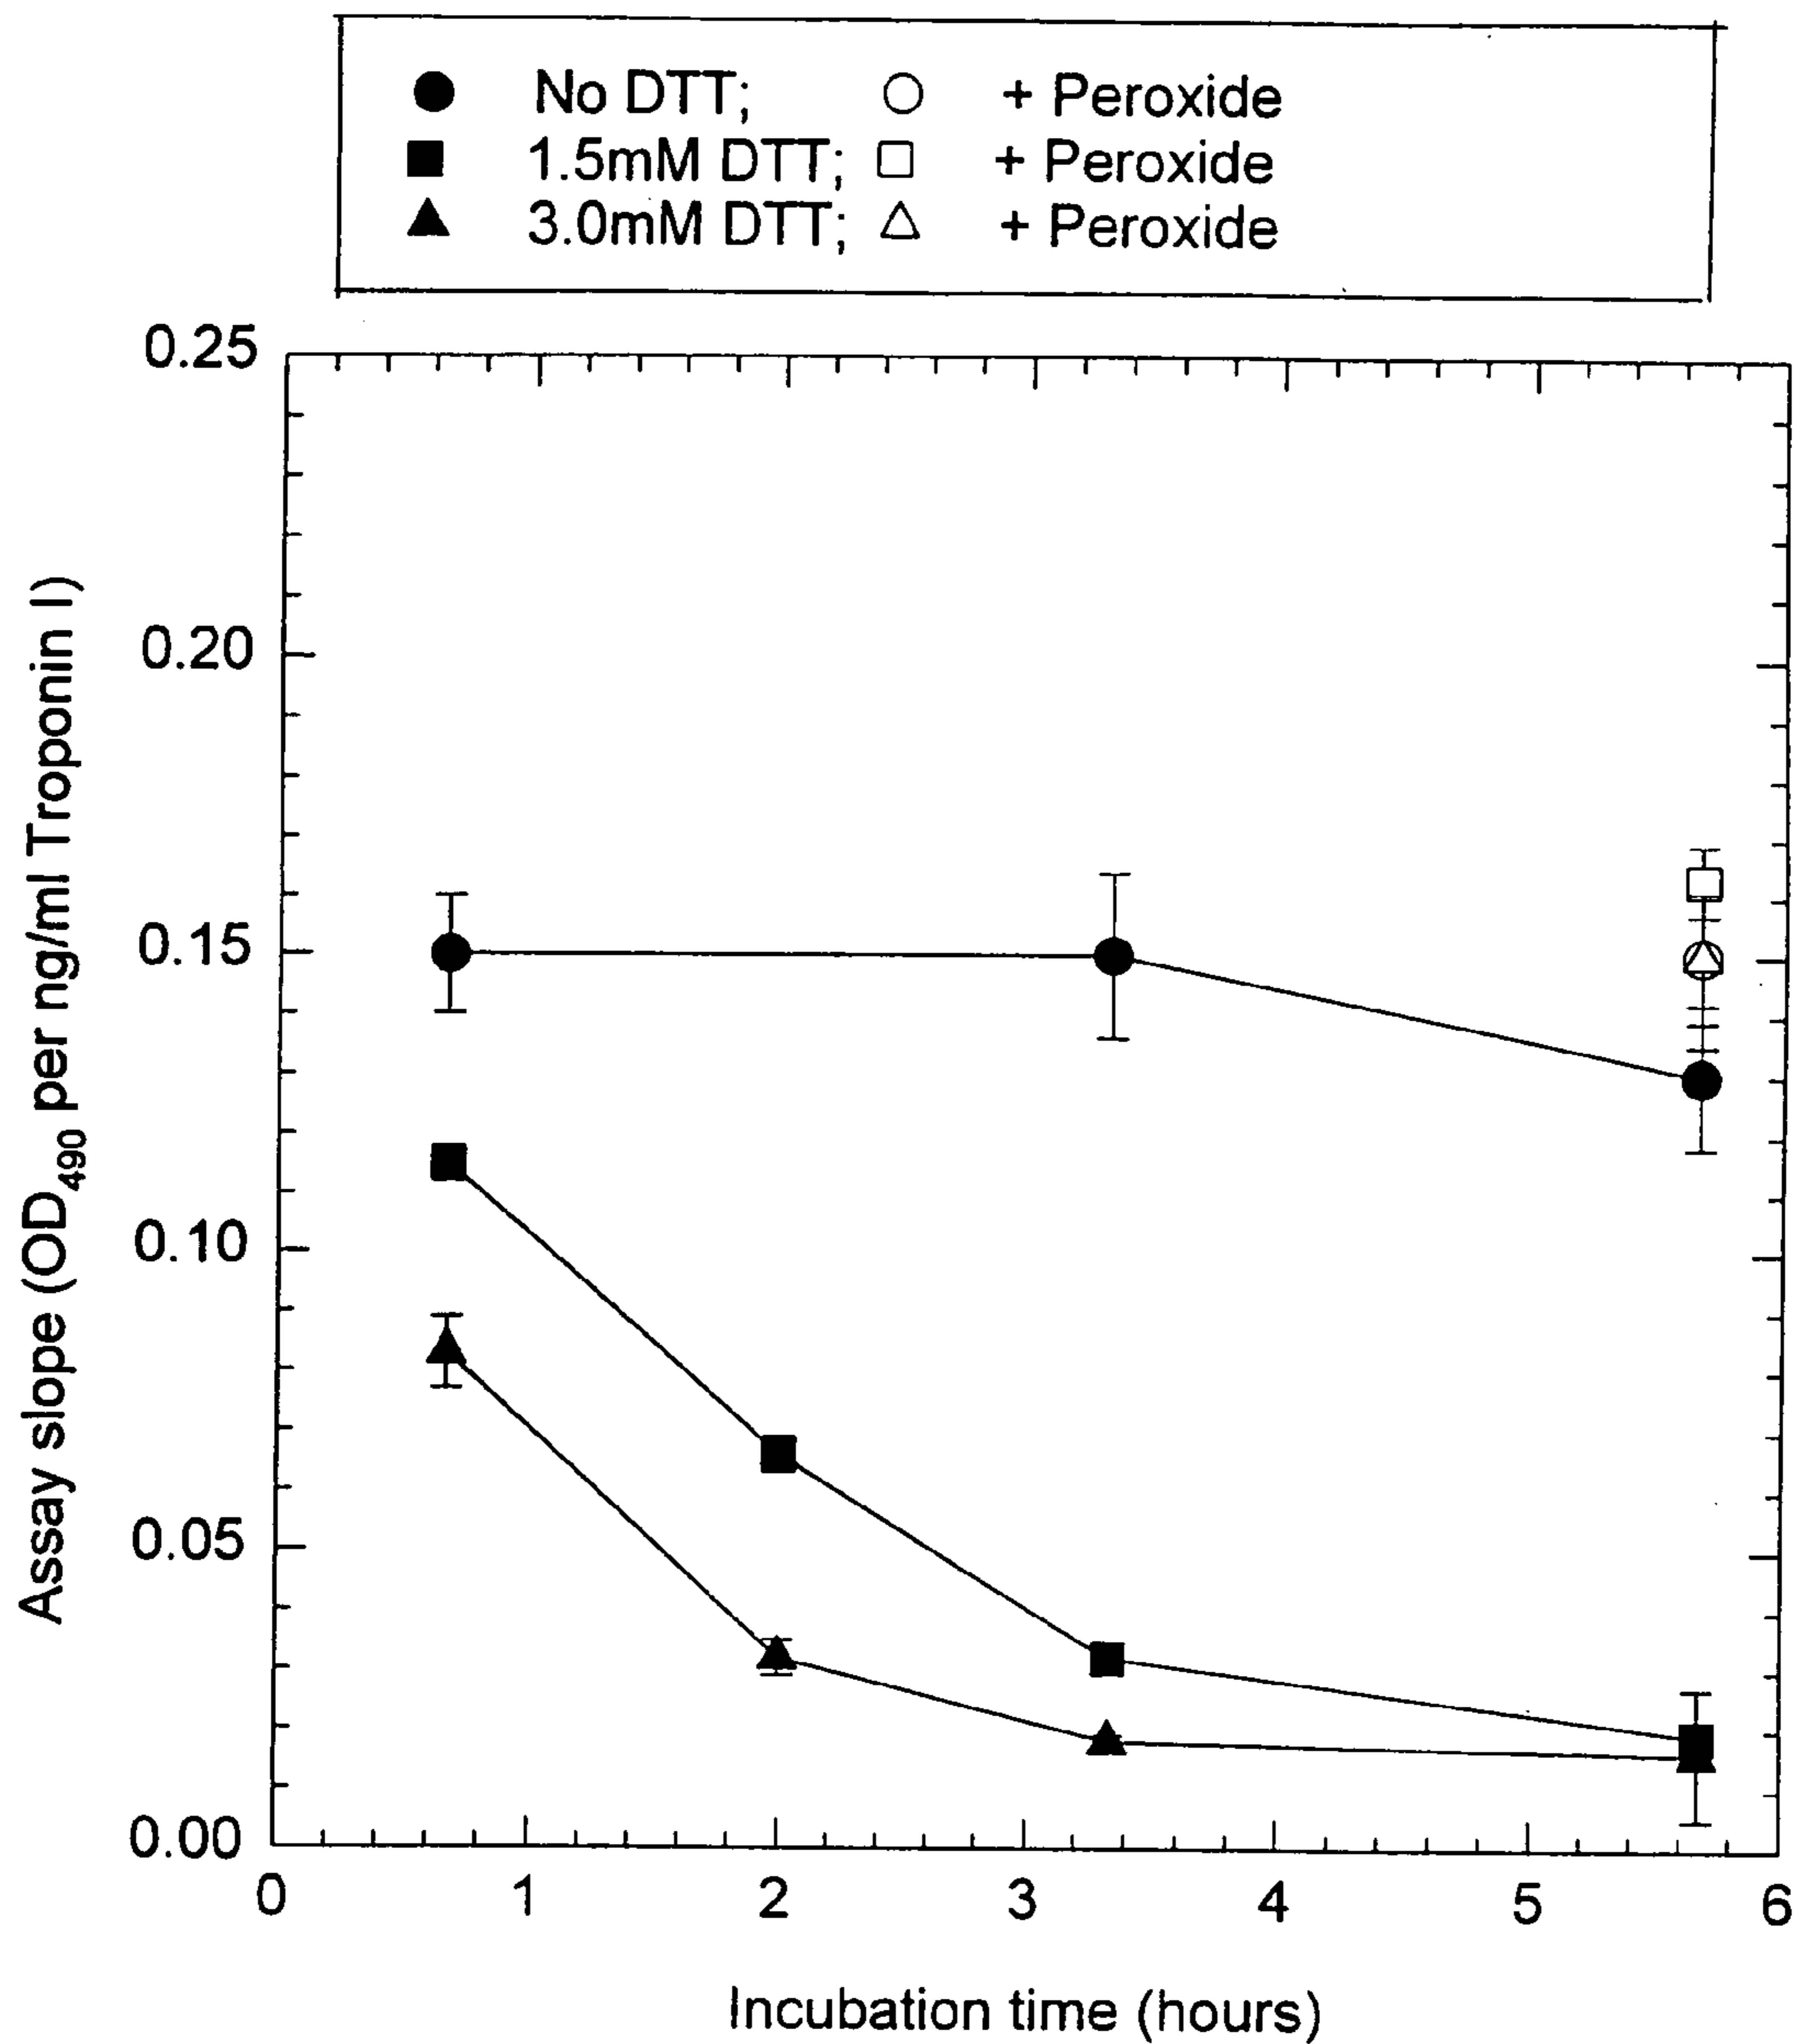 No DTT; + Peroxide
1.5mM DTT; + Peroxide
3.0mM DTT; + Peroxide
0.25
0.20
0.15
0.10
0.05
0.00
Assay slope (OD490 per ng/ml Troponin I)
0 1 2 3 4 5 6
Incubation time (hours)